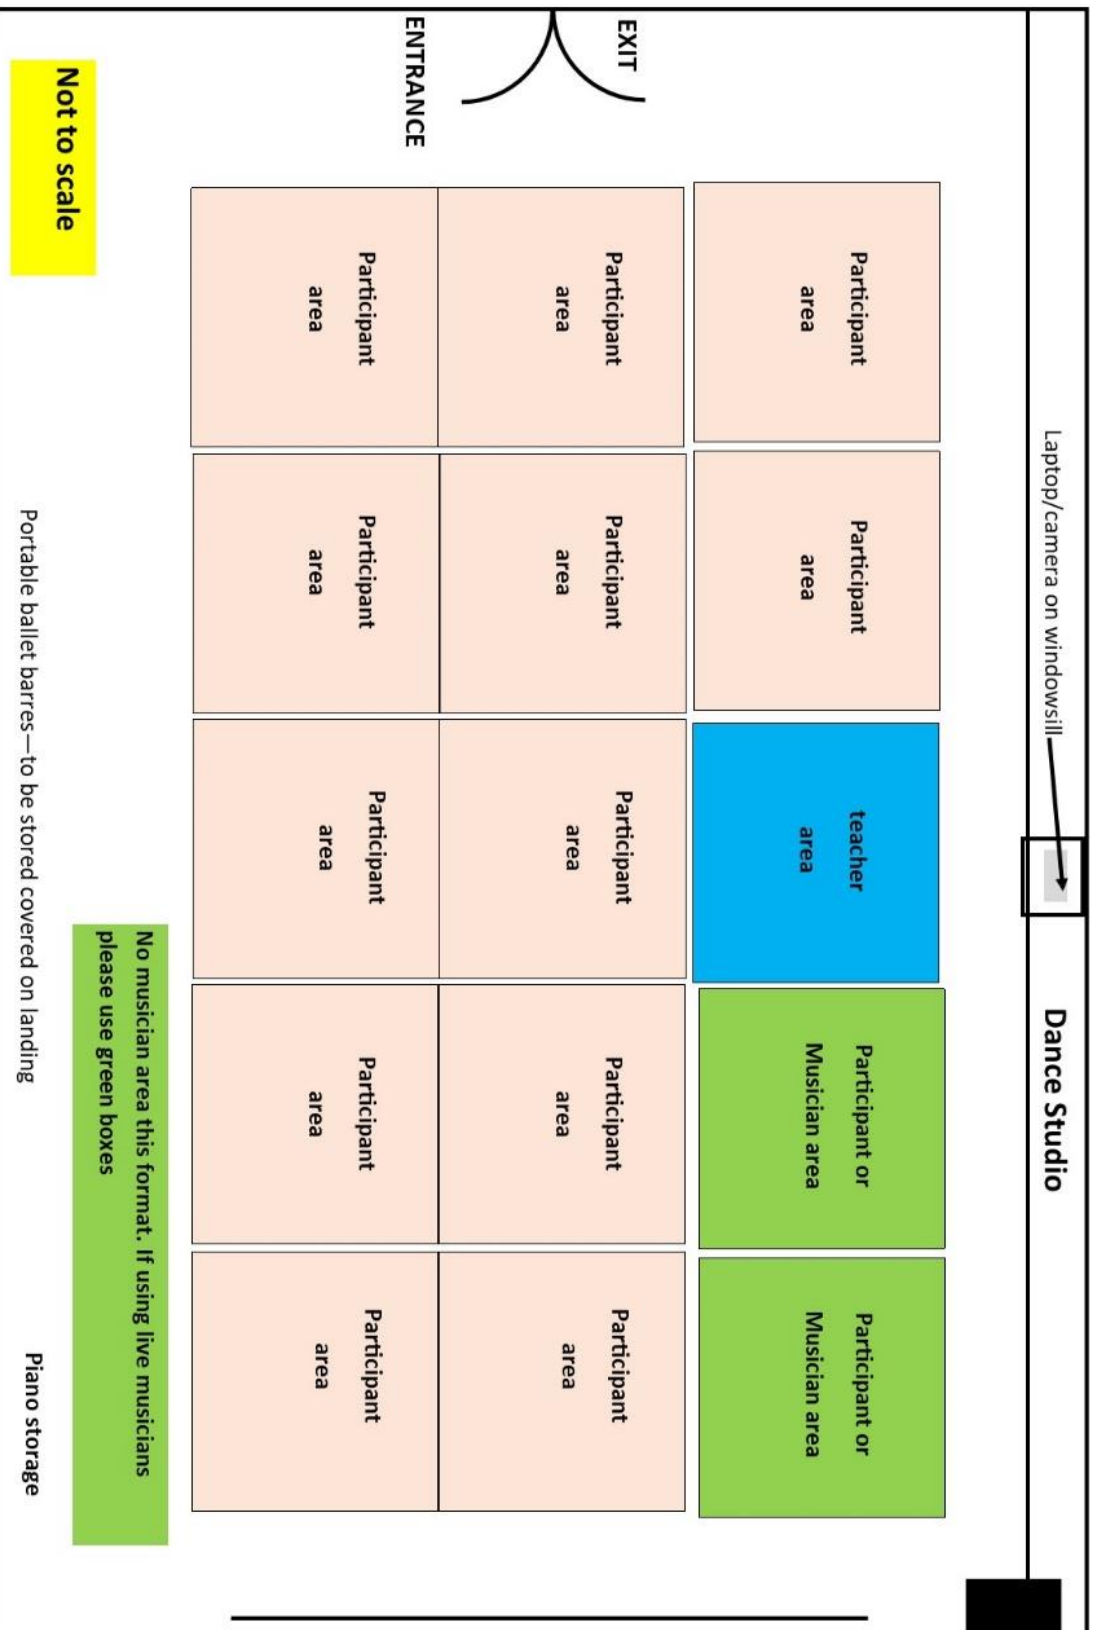 Laptop/camera on windowsill
Dance Studio
Participant
area
Participant
area
teacher
area
Participant or
Musician area
Participant or
Musician area
EXIT
Participant
area
Participant
area
Participant
area
Participant
area
Participant
area
ENTRANCE
Participant
area
Participant
area
Participant
area
Participant
area
Participant
area
No musician area this format. If using live musicians
please use green boxes
Not to scale
Portable ballet barres—to be stored covered on landing
Piano storage